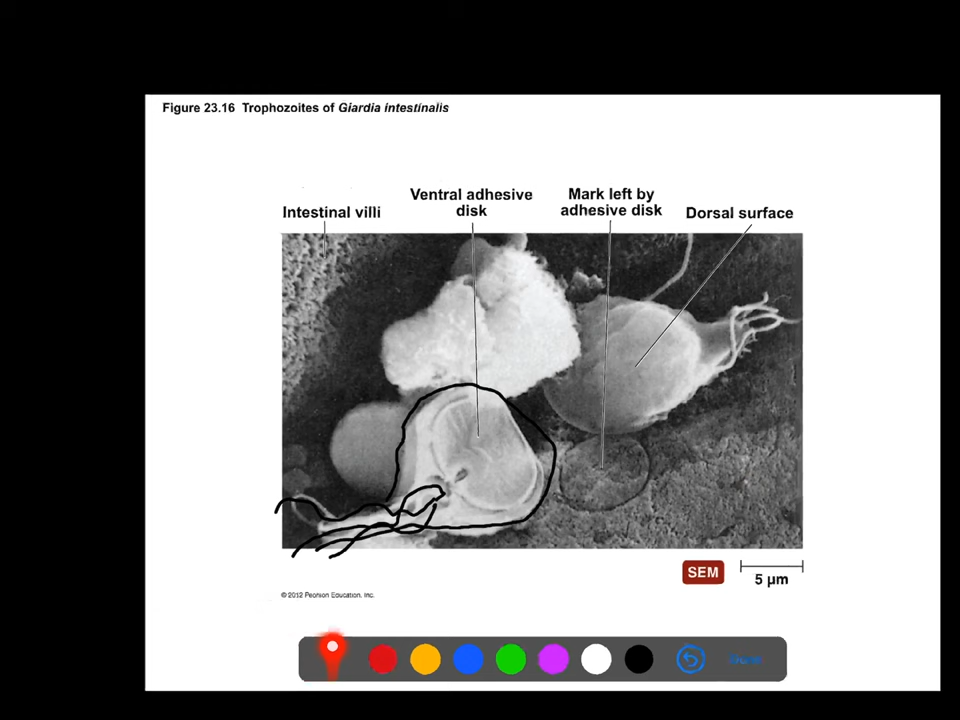 Figure 23.16 Trophozoites of Giardia intestinalis
Intestinal villi
Ventral adhesive
disk
Mark left by
adhesive disk
Dorsal surface
SEM
5 µm
© 2012 Pearson Education, Inc.